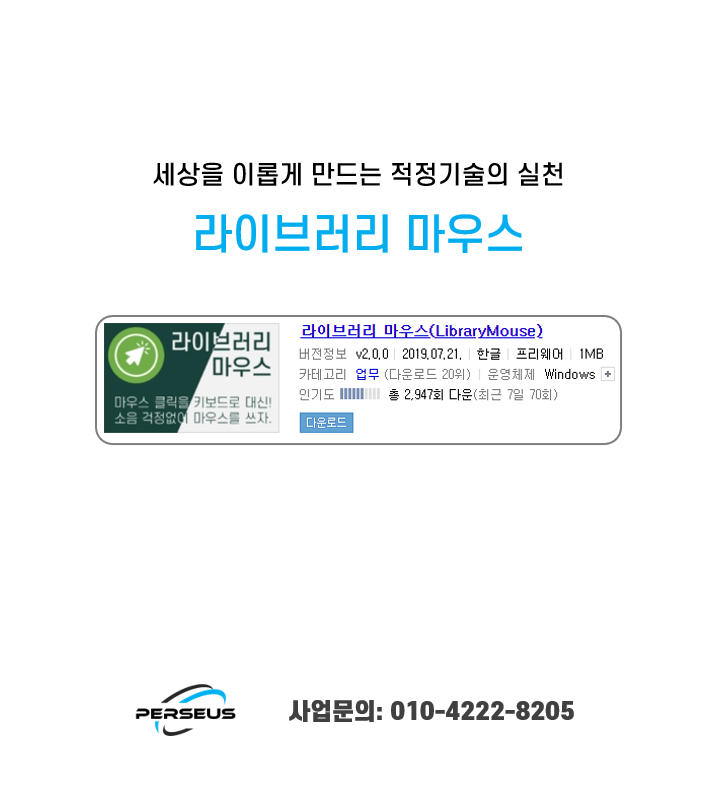 세상을 이롭게 만드는 적정기술의 실천
라이브러리 마우스
라이브러리
마우스
마우스 클릭을 키보드로 대신!
소음 걱정없이 마우스를 쓰자.
라이브러리 마우스(LibraryMouse)
버전정보 v2.0.0 | 2019.07.21. | 한글 | 프리웨어 | 1MB
카테고리 업무 (다운로드 20위) | 운영체제 Windows +
인기도 총 2,947회 다운(최근 7일 70회)
다운로드
PERSEUS
사업문의: 010-4222-8205